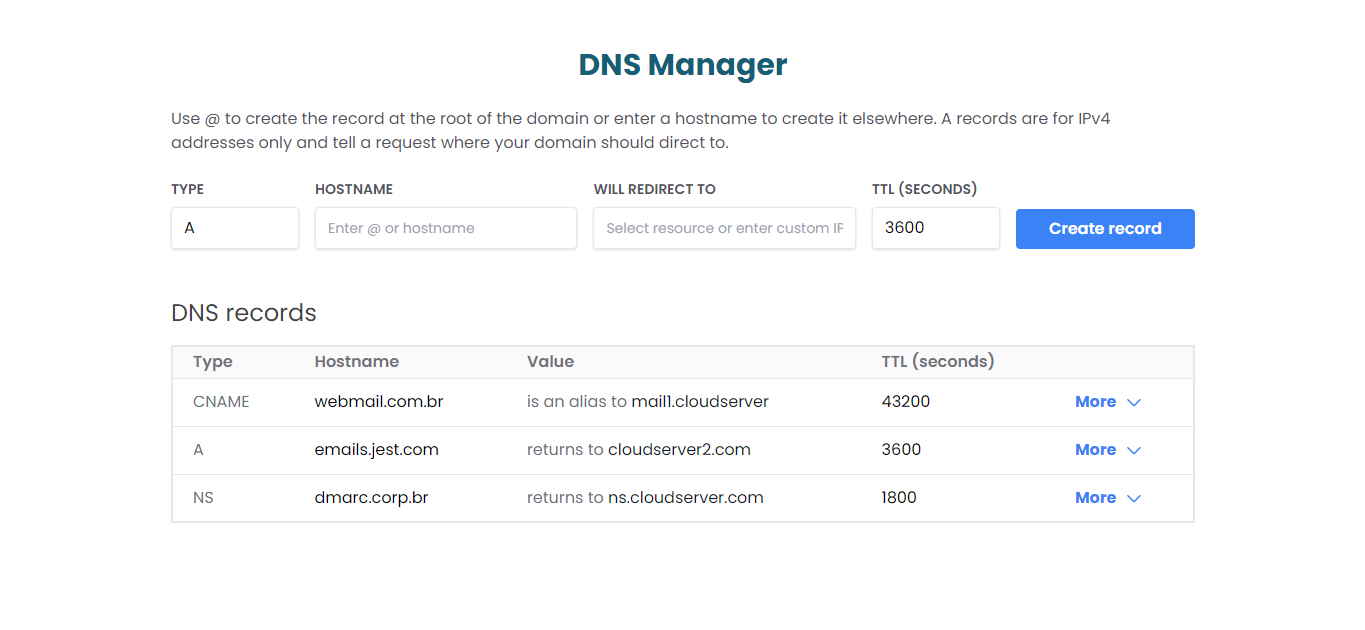 DNS Manager
Use @ to create the record at the root of the domain or enter a hostname to create it elsewhere. A records are for IPv4
addresses only and tell a request where your domain should direct to.
TYPE HOSTNAME WILL REDIRECT TO TTL (SECONDS)
A Enter @ or hostname Select resource or enter custom IP 3600 Create record
DNS records
Type Hostname Value TTL (seconds)
CNAME webmail.com.br is an alias to mail1.cloudserver 43200 More
A emails.jest.com returns to cloudserver2.com 3600 More
NS dmarc.corp.br returns to ns.cloudserver.com 1800 More